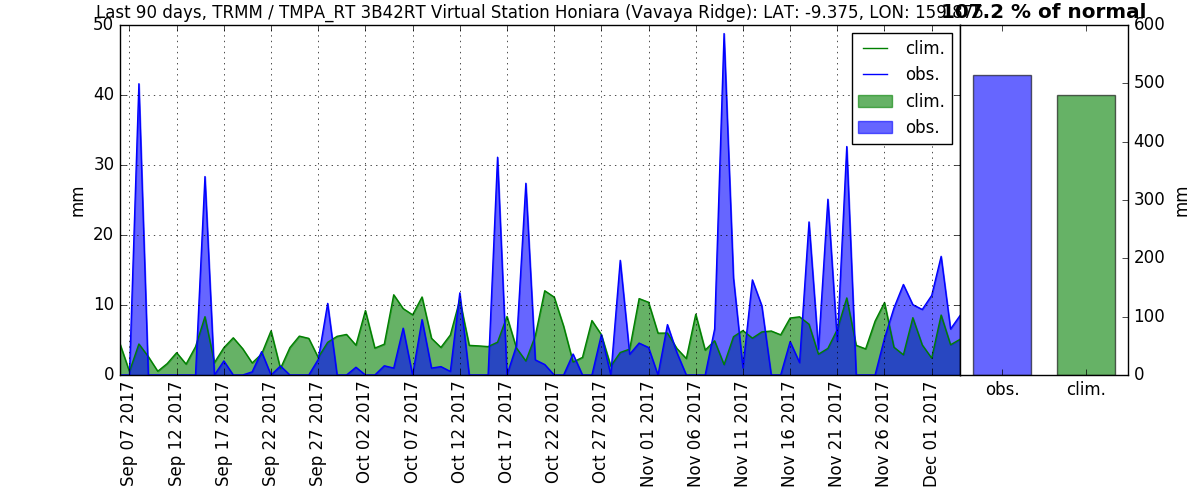 Last 90 days, TRMM / TMPA_RT 3B42RT Virtual Station Honiara (Vavaya Ridge): LAT: -9.375, LON:
107.2 % of normal
50
40
30
20
10
0
mm
clim.
obs.
clim.
obs.
600
500
400
300
200
100
0
mm
obs.
clim.
Sep 07 2017
Sep 12 2017
Sep 17 2017
Sep 22 2017
Sep 27 2017
Oct 02 2017
Oct 07 2017
Oct 12 2017
Oct 17 2017
Oct 22 2017
Oct 27 2017
Nov 01 2017
Nov 06 2017
Nov 11 2017
Nov 16 2017
Nov 21 2017
Nov 26 2017
Dec 01 2017